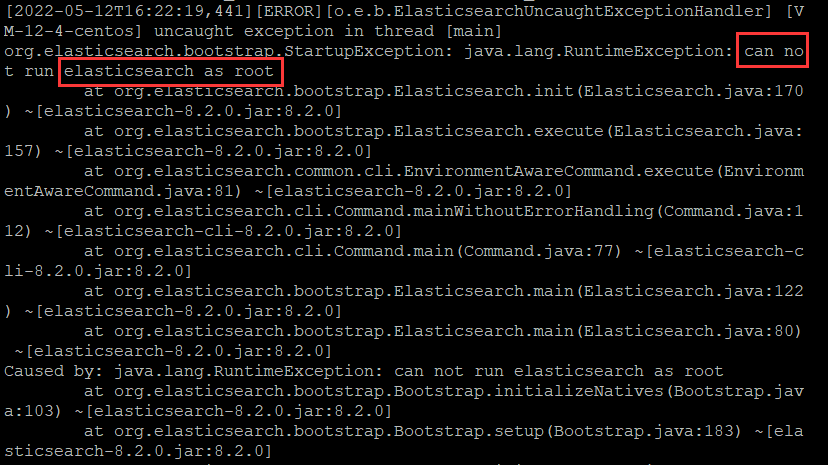 [2022-05-12T16:22:19,441][ERROR][o.e.b.ElasticsearchUncaughtExceptionHandler] [V
M-12-4-centos] uncaught exception in thread [main]
org.elasticsearch.bootstrap.StartupException: java.lang.RuntimeException: can no
t run elasticsearch as root
        at org.elasticsearch.bootstrap.Elasticsearch.init(Elasticsearch.java:170
) ~[elasticsearch-8.2.0.jar:8.2.0]
        at org.elasticsearch.bootstrap.Elasticsearch.execute(Elasticsearch.java:
157) ~[elasticsearch-8.2.0.jar:8.2.0]
        at org.elasticsearch.common.cli.EnvironmentAwareCommand.execute(Environm
entAwareCommand.java:81) ~[elasticsearch-8.2.0.jar:8.2.0]
        at org.elasticsearch.cli.Command.mainWithoutErrorHandling(Command.java:1
12) ~[elasticsearch-cli-8.2.0.jar:8.2.0]
        at org.elasticsearch.cli.Command.main(Command.java:77) ~[elasticsearch-c
li-8.2.0.jar:8.2.0]
        at org.elasticsearch.bootstrap.Elasticsearch.main(Elasticsearch.java:122
) ~[elasticsearch-8.2.0.jar:8.2.0]
        at org.elasticsearch.bootstrap.Elasticsearch.main(Elasticsearch.java:80)
 ~[elasticsearch-8.2.0.jar:8.2.0]
Caused by: java.lang.RuntimeException: can not run elasticsearch as root
        at org.elasticsearch.bootstrap.Bootstrap.initializeNatives(Bootstrap.jav
a:103) ~[elasticsearch-8.2.0.jar:8.2.0]
        at org.elasticsearch.bootstrap.Bootstrap.setup(Bootstrap.java:183) ~[ela
sticsearch-8.2.0.jar:8.2.0]